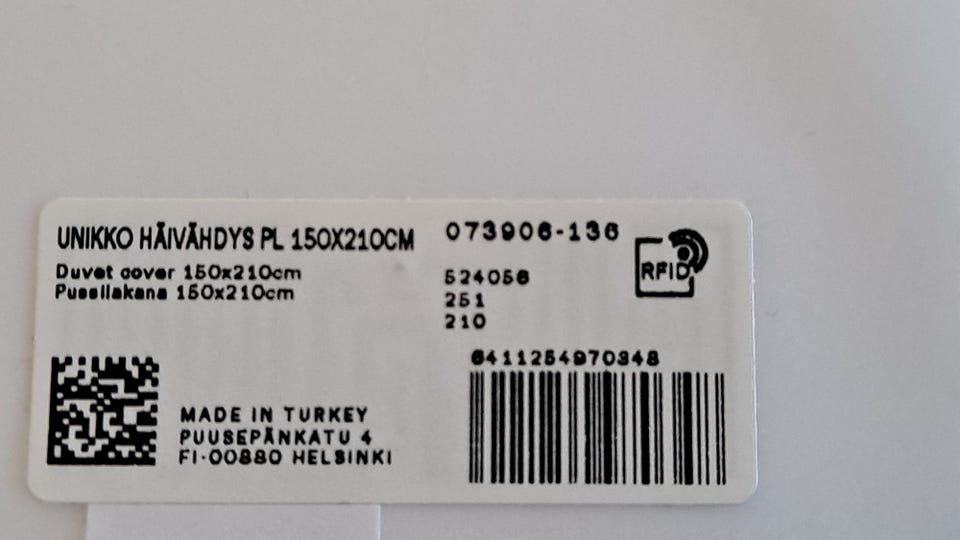 UNIKKO HÄIVÄHDYS PL 150X210CM
Duvet cover 150x210cm
Pussilakana 150x210cm
073906-136
524056
251
210
RFID
6411254970348
MADE IN TURKEY
PUUSEPÄNKATU 4
FI-00880 HELSINKI